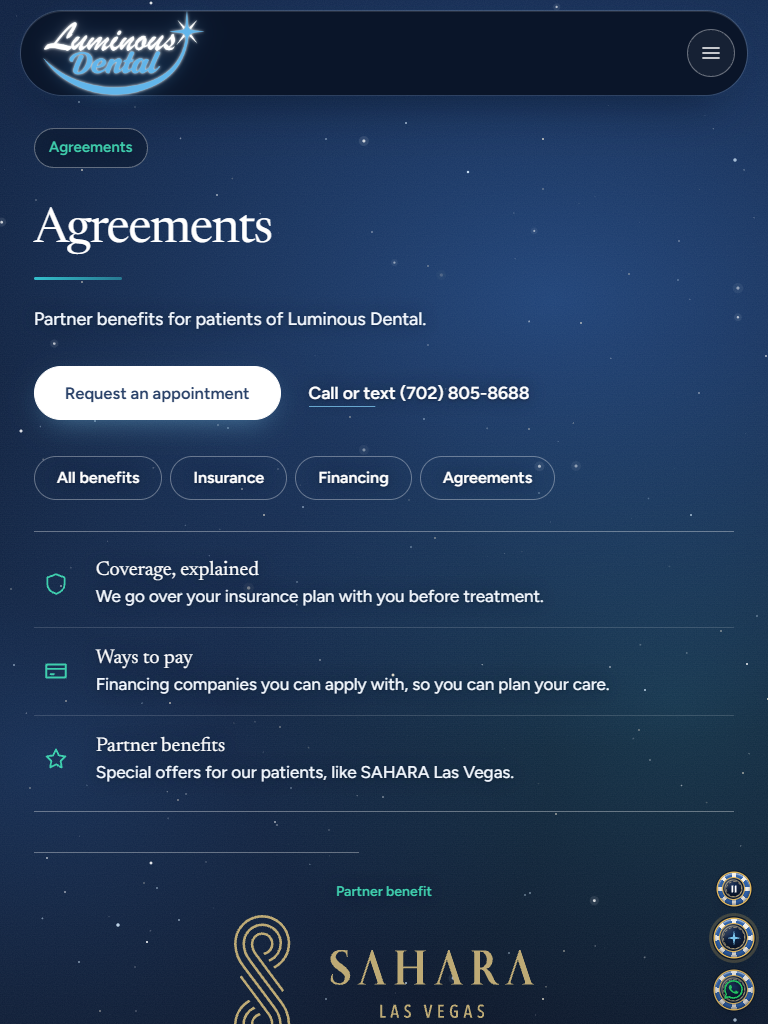 Luminous
Dental
Agreements
Agreements
Partner benefits for patients of Luminous Dental.
Request an appointment
Call or text (702) 805-8688
All benefits
Insurance
Financing
Agreements
Coverage, explained
We go over your insurance plan with you before treatment.
Ways to pay
Financing companies you can apply with, so you can plan your care.
Partner benefits
Special offers for our patients, like SAHARA Las Vegas.
Partner benefit
SAHARA
LAS VEGAS